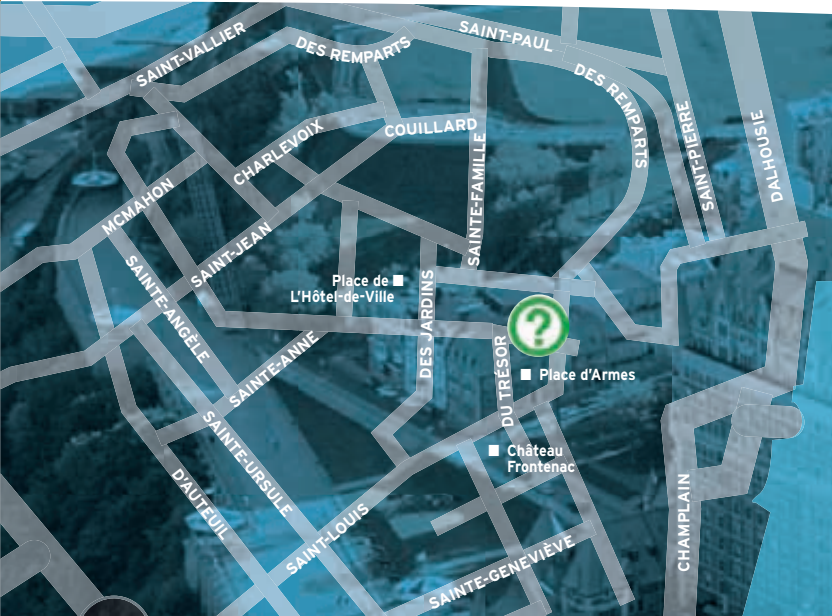 SAINT-VALLIER
DES REMPARTS
SAINT-PAUL
DES REMPARTS
SAINT-PIERRE
DALHOUSIE
COUILLARD
CHARLEVOIX
SAINTE-FAMILLE
MCMAHON
SAINT-JEAN
SAINTE-ANGÈLE
Place de
L'Hôtel-de-Ville
DES JARDINS
?
SAINTE-ANNE
DU TRÉSOR
Place d'Armes
SAINTE-URSULE
Château
Frontenac
D'AUTEUIL
SAINT-LOUIS
CHAMPLAIN
SAINTE-GENEVIÈVE